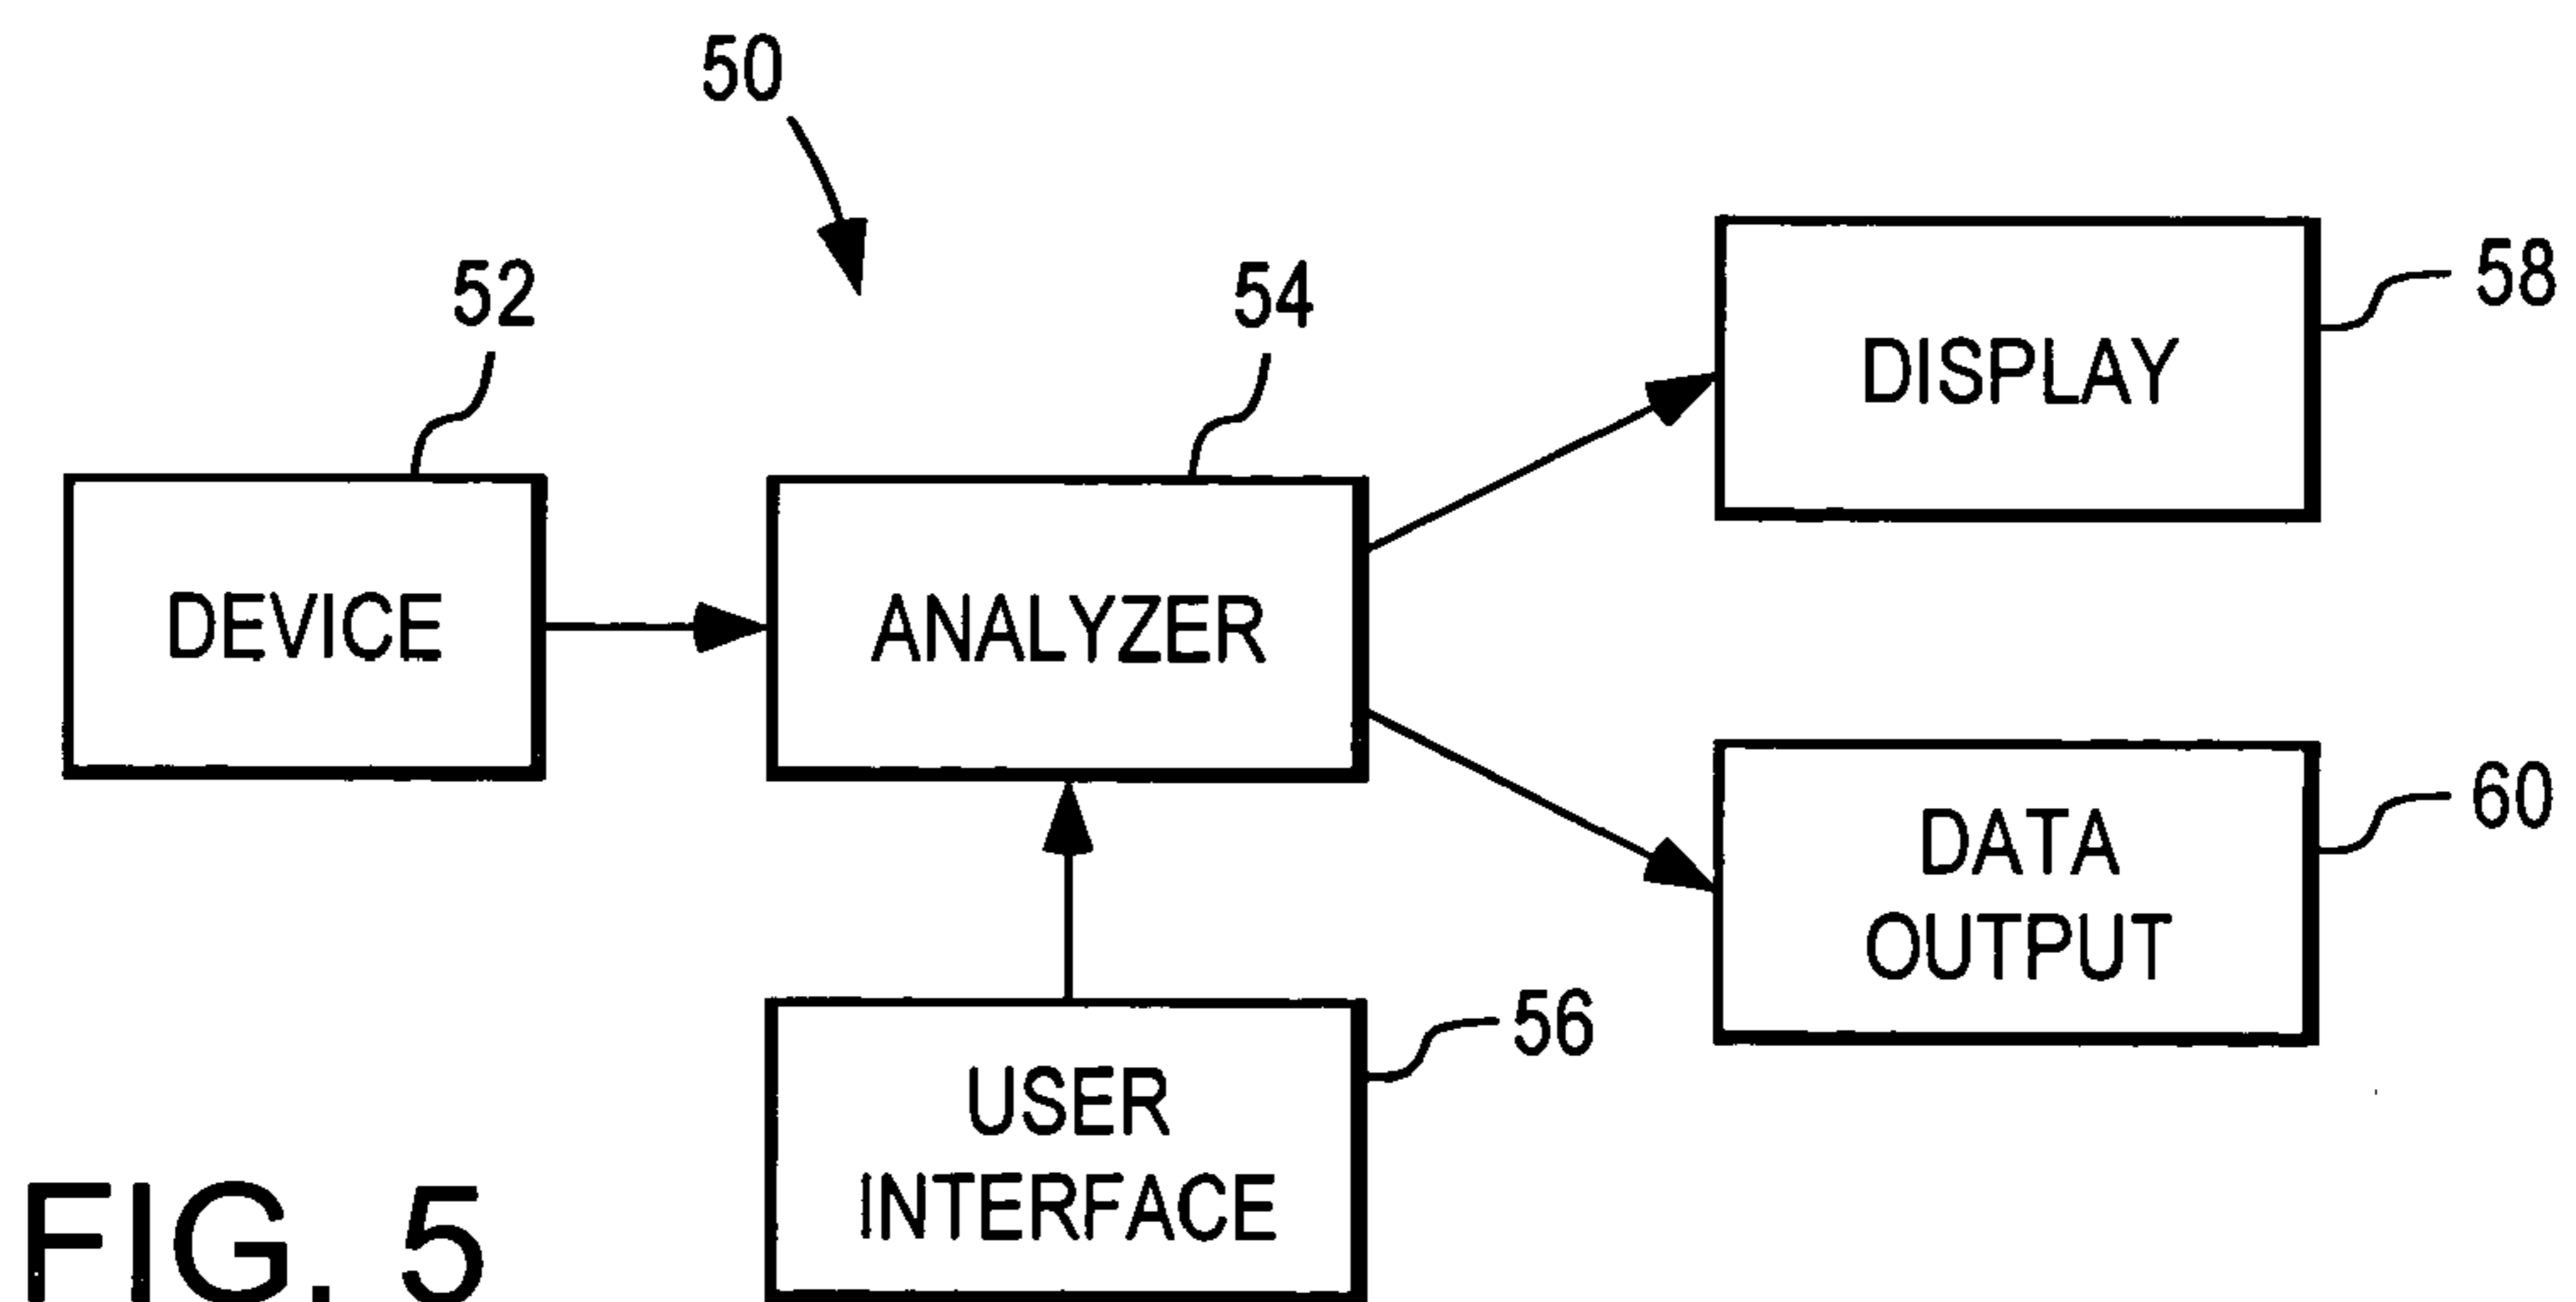 50
52
54
58
DISPLAY
DEVICE
ANALYZER
60
DATA
OUTPUT
56
USER
INTERFACE
FIG. 5